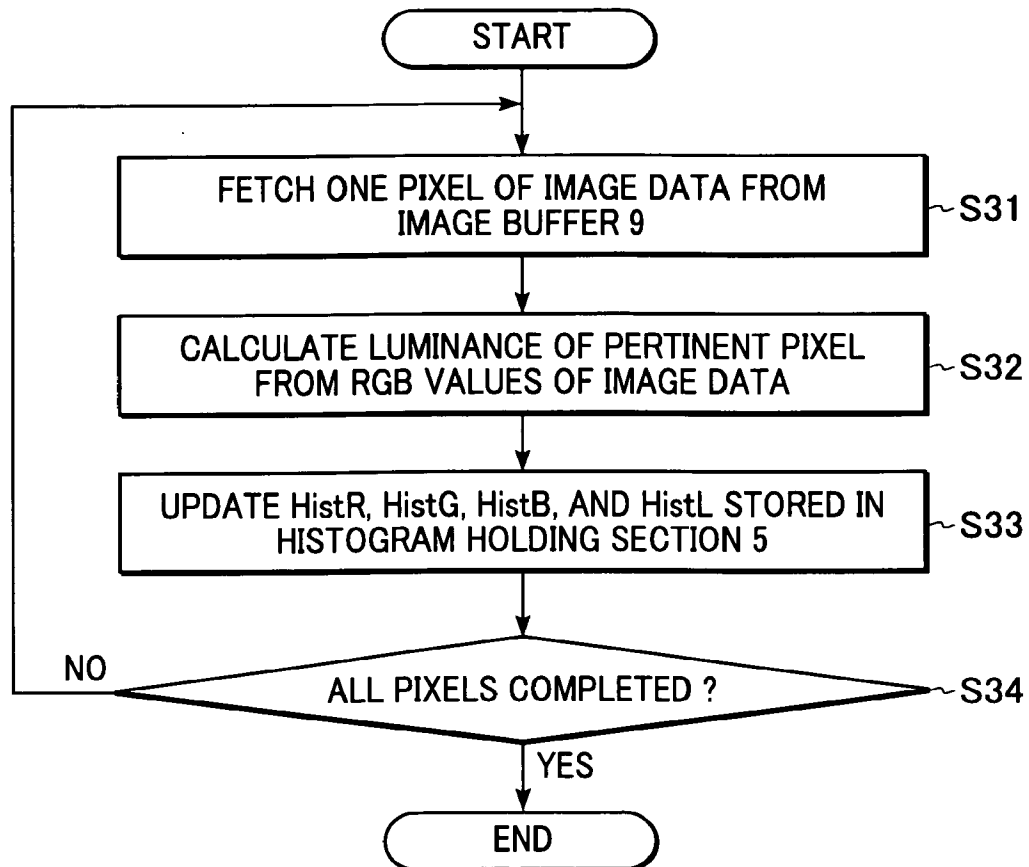 START
FETCH ONE PIXEL OF IMAGE DATA FROM
IMAGE BUFFER 9
S31
CALCULATE LUMINANCE OF PERTINENT PIXEL
FROM RGB VALUES OF IMAGE DATA
S32
UPDATE HistR, HistG, HistB, AND HistL STORED IN
HISTOGRAM HOLDING SECTION 5
S33
NO
ALL PIXELS COMPLETED ?
S34
YES
END